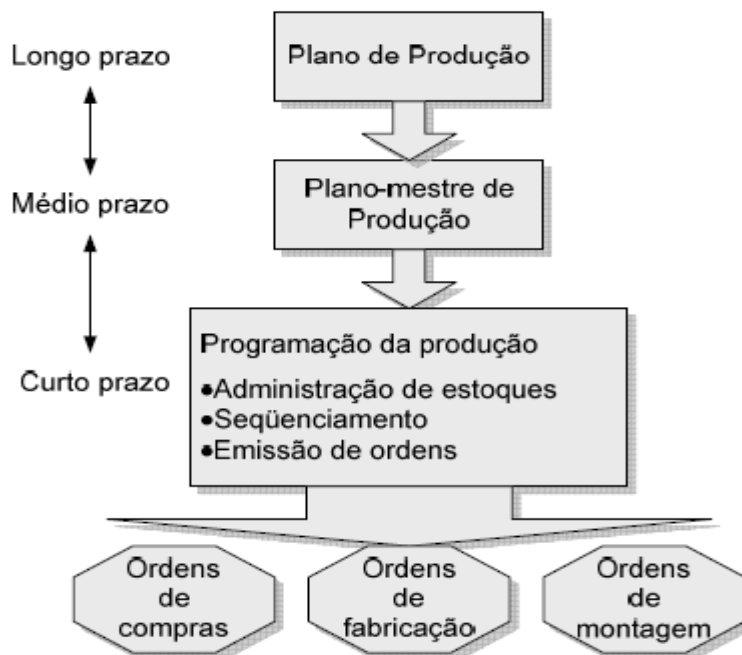 Longo prazo
Plano de Produção
Médio prazo
Plano-mestre de
Produção
Curto prazo
Programação da produção
•Administração de estoques
•Seqüenciamento
•Emissão de ordens
Ordens
de
compras
Ordens
de
fabricação
Ordens
de
montagem